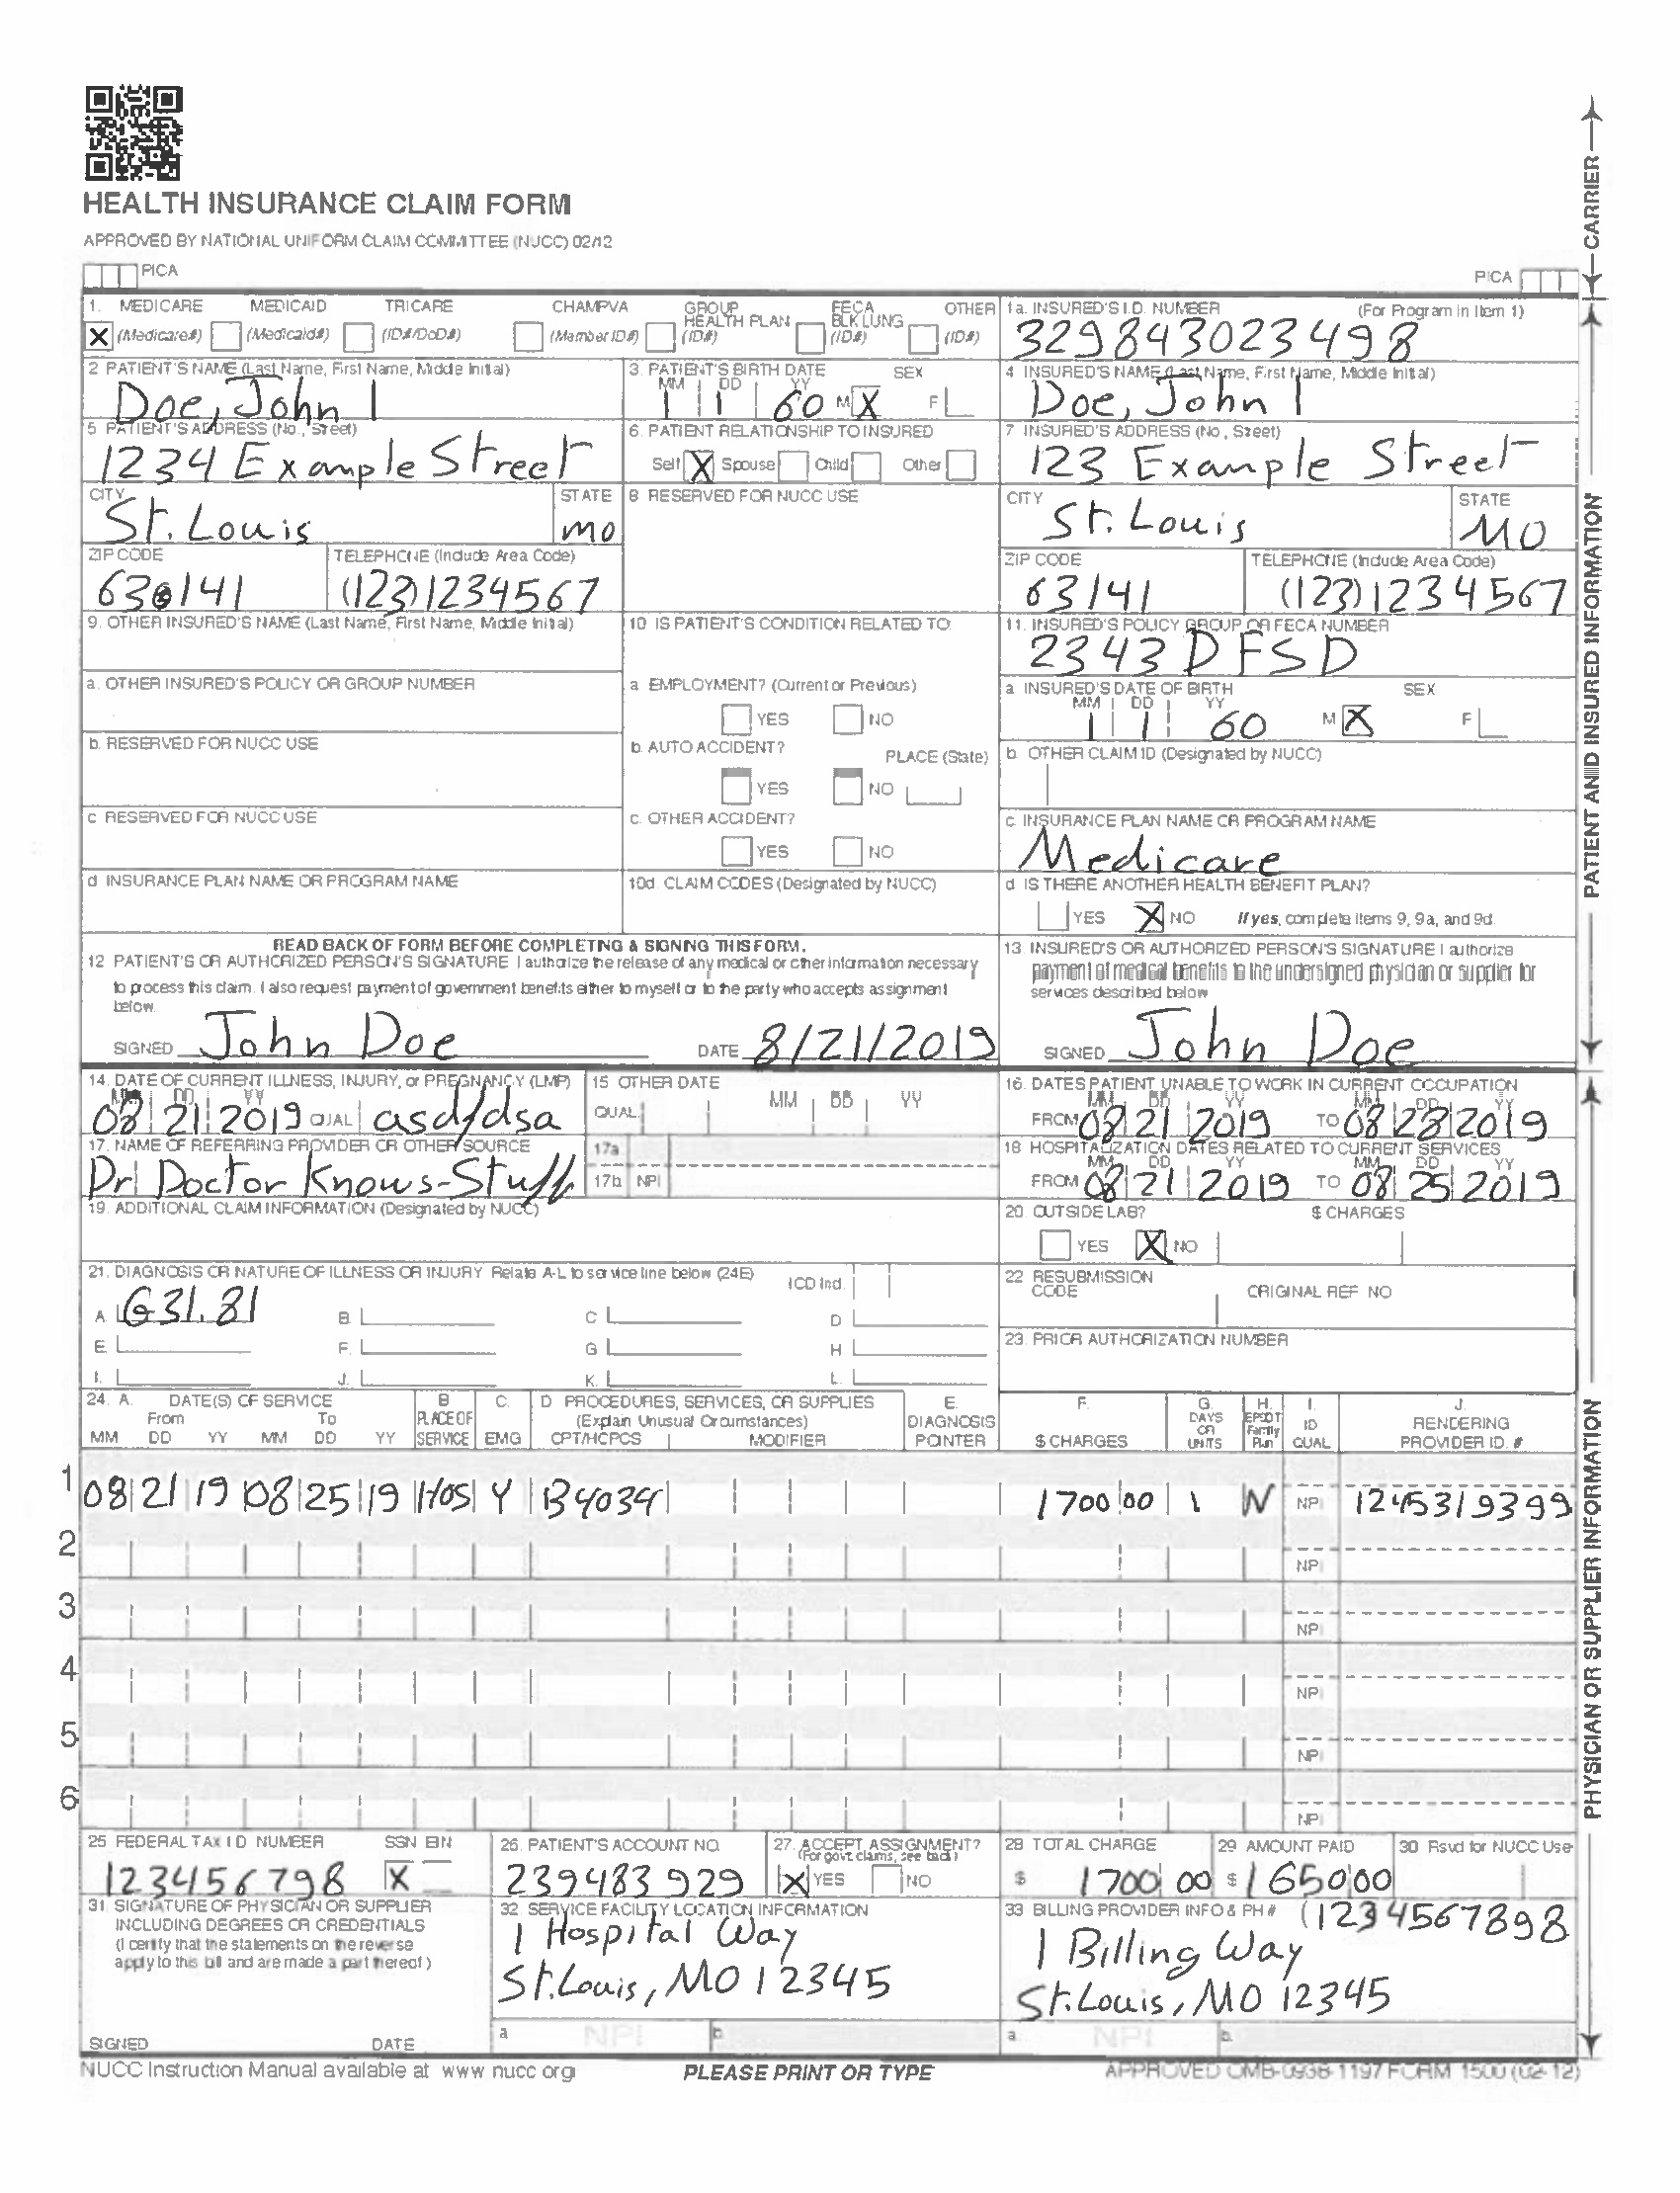 HEALTH INSURANCE CLAIM FORM
APPROVED BY NATIONAL UNIFORM CLAIM COMMITTEE (NUCC) 02/12
PICA
PICA
CARRIER
1. MEDICARE MEDICAID TRICARE CHAMPVA GROUP HEALTH PLAN FECA BLK LUNG OTHER
X (Medicare#) (Medicaid#) (ID#/DoD#) (Member ID#) (ID#) (ID#) (ID#)
1a. INSURED'S I.D. NUMBER (For Program in Item 1)
329843023498
2 PATIENT'S NAME (Last Name, First Name, Middle Initial)
Doe, John I
3. PATIENT'S BIRTH DATE SEX
MM DD YY
1 1 60 M X F
4 INSURED'S NAME (Last Name, First Name, Middle Initial)
Doe, John I
5 PATIENT'S ADDRESS (No., Street)
1234 Example Street
6. PATIENT RELATIONSHIP TO INSURED
Self X Spouse Child Other
7 INSURED'S ADDRESS (No, Street)
123 Example Street
CITY STATE
St. Louis MO
8 RESERVED FOR NUCC USE
CITY STATE
St. Louis MO
ZIP CODE TELEPHONE (Include Area Code)
(123)1234567
ZIP CODE TELEPHONE (Include Area Code)
63141 (123)1234567
9. OTHER INSURED'S NAME (Last Name, First Name, Middle Initial)
10 IS PATIENT'S CONDITION RELATED TO
11. INSURED'S POLICY GROUP OR FECA NUMBER
2343 DFSD
a. OTHER INSURED'S POLICY OR GROUP NUMBER
a EMPLOYMENT? (Current or Previous)
YES NO
a INSURED'S DATE OF BIRTH SEX
MM DD YY
1 1 60 M X F
b. RESERVED FOR NUCC USE
b. AUTO ACCIDENT? PLACE (State)
YES NO
b OTHER CLAIM ID (Designated by NUCC)
c RESERVED FOR NUCC USE
c. OTHER ACCIDENT?
YES NO
c. INSURANCE PLAN NAME OR PROGRAM NAME
Medicare
d INSURANCE PLAN NAME OR PROGRAM NAME
10d. CLAIM CODES (Designated by NUCC)
d IS THERE ANOTHER HEALTH BENEFIT PLAN?
YES X NO If yes, complete items 9, 9a, and 9d.
PATIENT AND INSURED INFORMATION
READ BACK OF FORM BEFORE COMPLETING & SIGNING THIS FORM.
12 PATIENT'S OR AUTHORIZED PERSON'S SIGNATURE I authorize the release of any medical or other information necessary
to process this claim. I also request payment of government benefits either to myself or to the party who accepts assignment
below.
SIGNED John Doe DATE 8/21/2019
13. INSURED'S OR AUTHORIZED PERSON'S SIGNATURE I authorize
payment of medical benefits to the undersigned physician or supplier for
services described below
SIGNED John Doe
14. DATE OF CURRENT ILLNESS, INJURY, or PREGNANCY (LMP)
MM DD YY
08 21 2019 QUAL asdfdsa
15 OTHER DATE
QUAL. MM DD YY
16. DATES PATIENT UNABLE TO WORK IN CURRENT OCCUPATION
MM DD YY MM DD YY
FROM 08 21 2019 TO 08 28 2019
17. NAME OF REFERRING PROVIDER OR OTHER SOURCE
Dr Doctor Knows-Stuff
17a
17b NPI
18 HOSPITALIZATION DATES RELATED TO CURRENT SERVICES
MM DD YY MM DD YY
FROM 08 21 2019 TO 08 25 2019
19. ADDITIONAL CLAIM INFORMATION (Designated by NUCC)
20. OUTSIDE LAB? $ CHARGES
YES X NO
21. DIAGNOSIS OR NATURE OF ILLNESS OR INJURY Relate A-L to service line below (24E) ICD Ind.
A. G31.81 B. C D
E. F. G H
I. J. K. L.
22 RESUBMISSION CODE ORIGINAL REF NO
23. PRIOR AUTHORIZATION NUMBER
24. A. DATE(S) OF SERVICE B C. D PROCEDURES, SERVICES, OR SUPPLIES E. F. G. H. I. J.
From To PLACE OF (Explain Unusual Circumstances) DIAGNOSIS DAYS OR EPSDT Family ID RENDERING
MM DD YY MM DD YY SERVICE EMG CPT/HCPCS MODIFIER POINTER $ CHARGES UNITS Plan QUAL PROVIDER ID. #
1 08 21 19 08 25 19 Hos Y B4034 1700 00 1 N NPI 1245319399
2 NPI
3 NPI
4 NPI
5 NPI
6 NPI
PHYSICIAN OR SUPPLIER INFORMATION
25 FEDERAL TAX I D NUMBER SSN EIN
123456798 X
26. PATIENT'S ACCOUNT NO.
239483929
27. ACCEPT ASSIGNMENT?
(For govt. claims, see back)
X YES NO
28 TOTAL CHARGE
$ 1700 00
29 AMOUNT PAID
$ 1650 00
30 Rsvd for NUCC Use
31 SIGNATURE OF PHYSICIAN OR SUPPLIER
INCLUDING DEGREES OR CREDENTIALS
(I certify that the statements on the reverse
apply to this bill and are made a part thereof)
SIGNED DATE
32. SERVICE FACILITY LOCATION INFORMATION
1 Hospital Way
St. Louis, MO 12345
a NPI b.
33 BILLING PROVIDER INFO & PH # (1234567898
1 Billing Way
St. Louis, MO 12345
a. NPI b.
NUCC Instruction Manual available at www nucc org
PLEASE PRINT OR TYPE
APPROVED OMB-0938-1197 FORM 1500 (02-12)